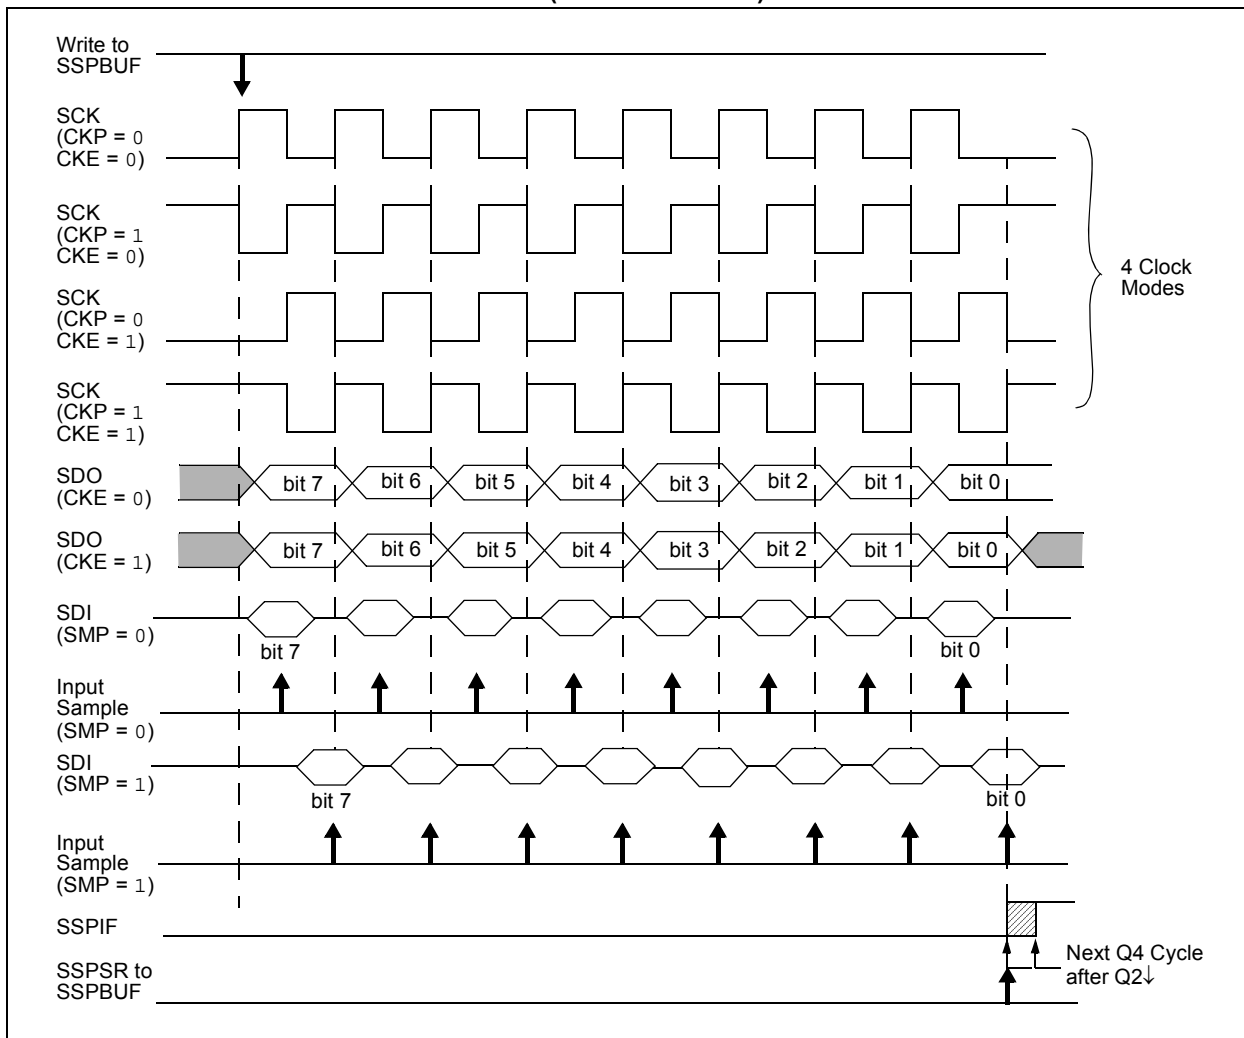 Write to
SSPBUF
SCK
(CKP = 0
CKE = 0)
SCK
(CKP = 1
CKE = 0)
SCK
(CKP = 0
CKE = 1)
SCK
(CKP = 1
CKE = 1)
4 Clock
Modes
SDO
(CKE = 0)
bit 7 bit 6 bit 5 bit 4 bit 3 bit 2 bit 1 bit 0
SDO
(CKE = 1)
bit 7 bit 6 bit 5 bit 4 bit 3 bit 2 bit 1 bit 0
SDI
(SMP = 0)
bit 7 bit 0
Input
Sample
(SMP = 0)
SDI
(SMP = 1)
bit 7 bit 0
Input
Sample
(SMP = 1)
SSPIF
Next Q4 Cycle
after Q2↓
SSPSR to
SSPBUF